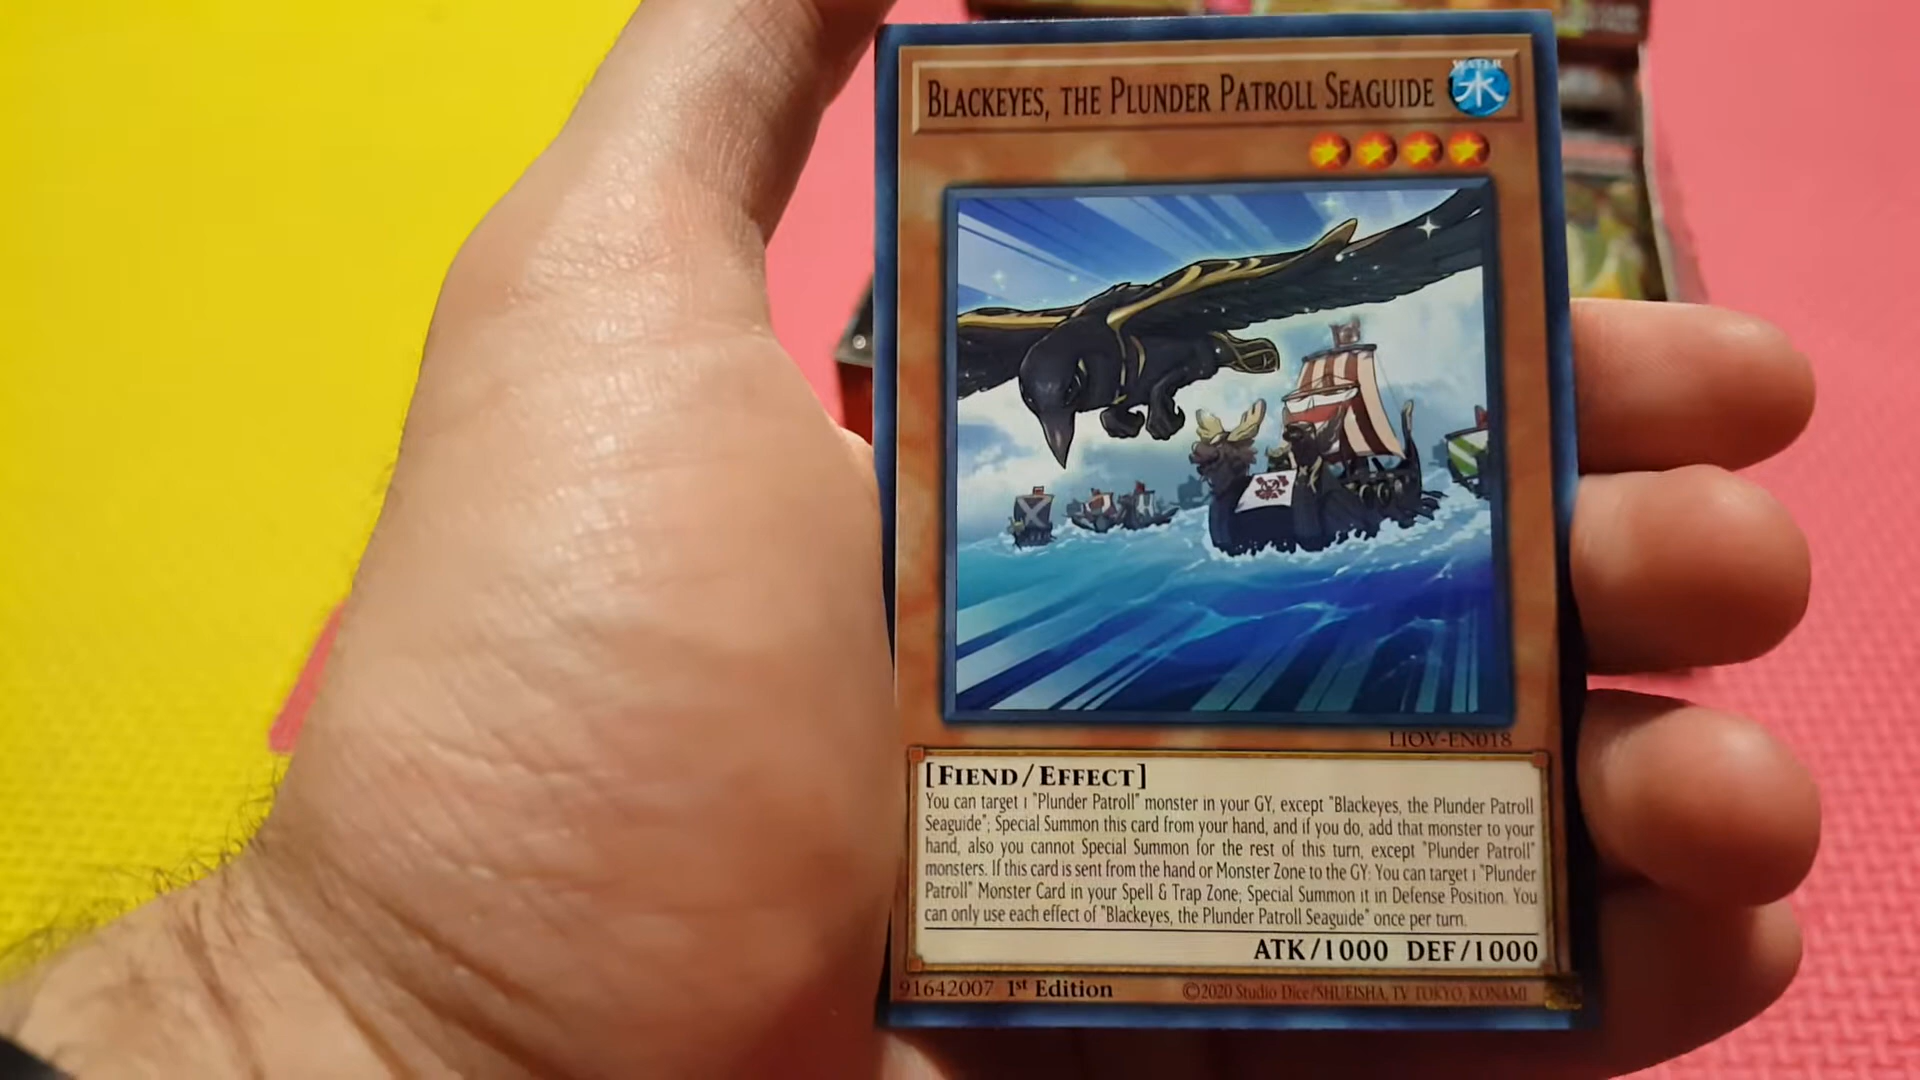 Blackeyes, the Plunder Patroll Seaguide
WATER
水
LIOV-EN018
[Fiend/Effect]
You can target 1 "Plunder Patroll" monster in your GY, except "Blackeyes, the Plunder Patroll
Seaguide"; Special Summon this card from your hand, and if you do, add that monster to your
hand, also you cannot Special Summon for the rest of this turn, except "Plunder Patroll"
monsters. If this card is sent from the hand or Monster Zone to the GY: You can target 1 "Plunder
Patroll" Monster Card in your Spell & Trap Zone; Special Summon it in Defense Position. You
can only use each effect of "Blackeyes, the Plunder Patroll Seaguide" once per turn.
ATK/1000 DEF/1000
91642007 1st Edition ©2020 Studio Dice/SHUEISHA, TV TOKYO, KONAMI